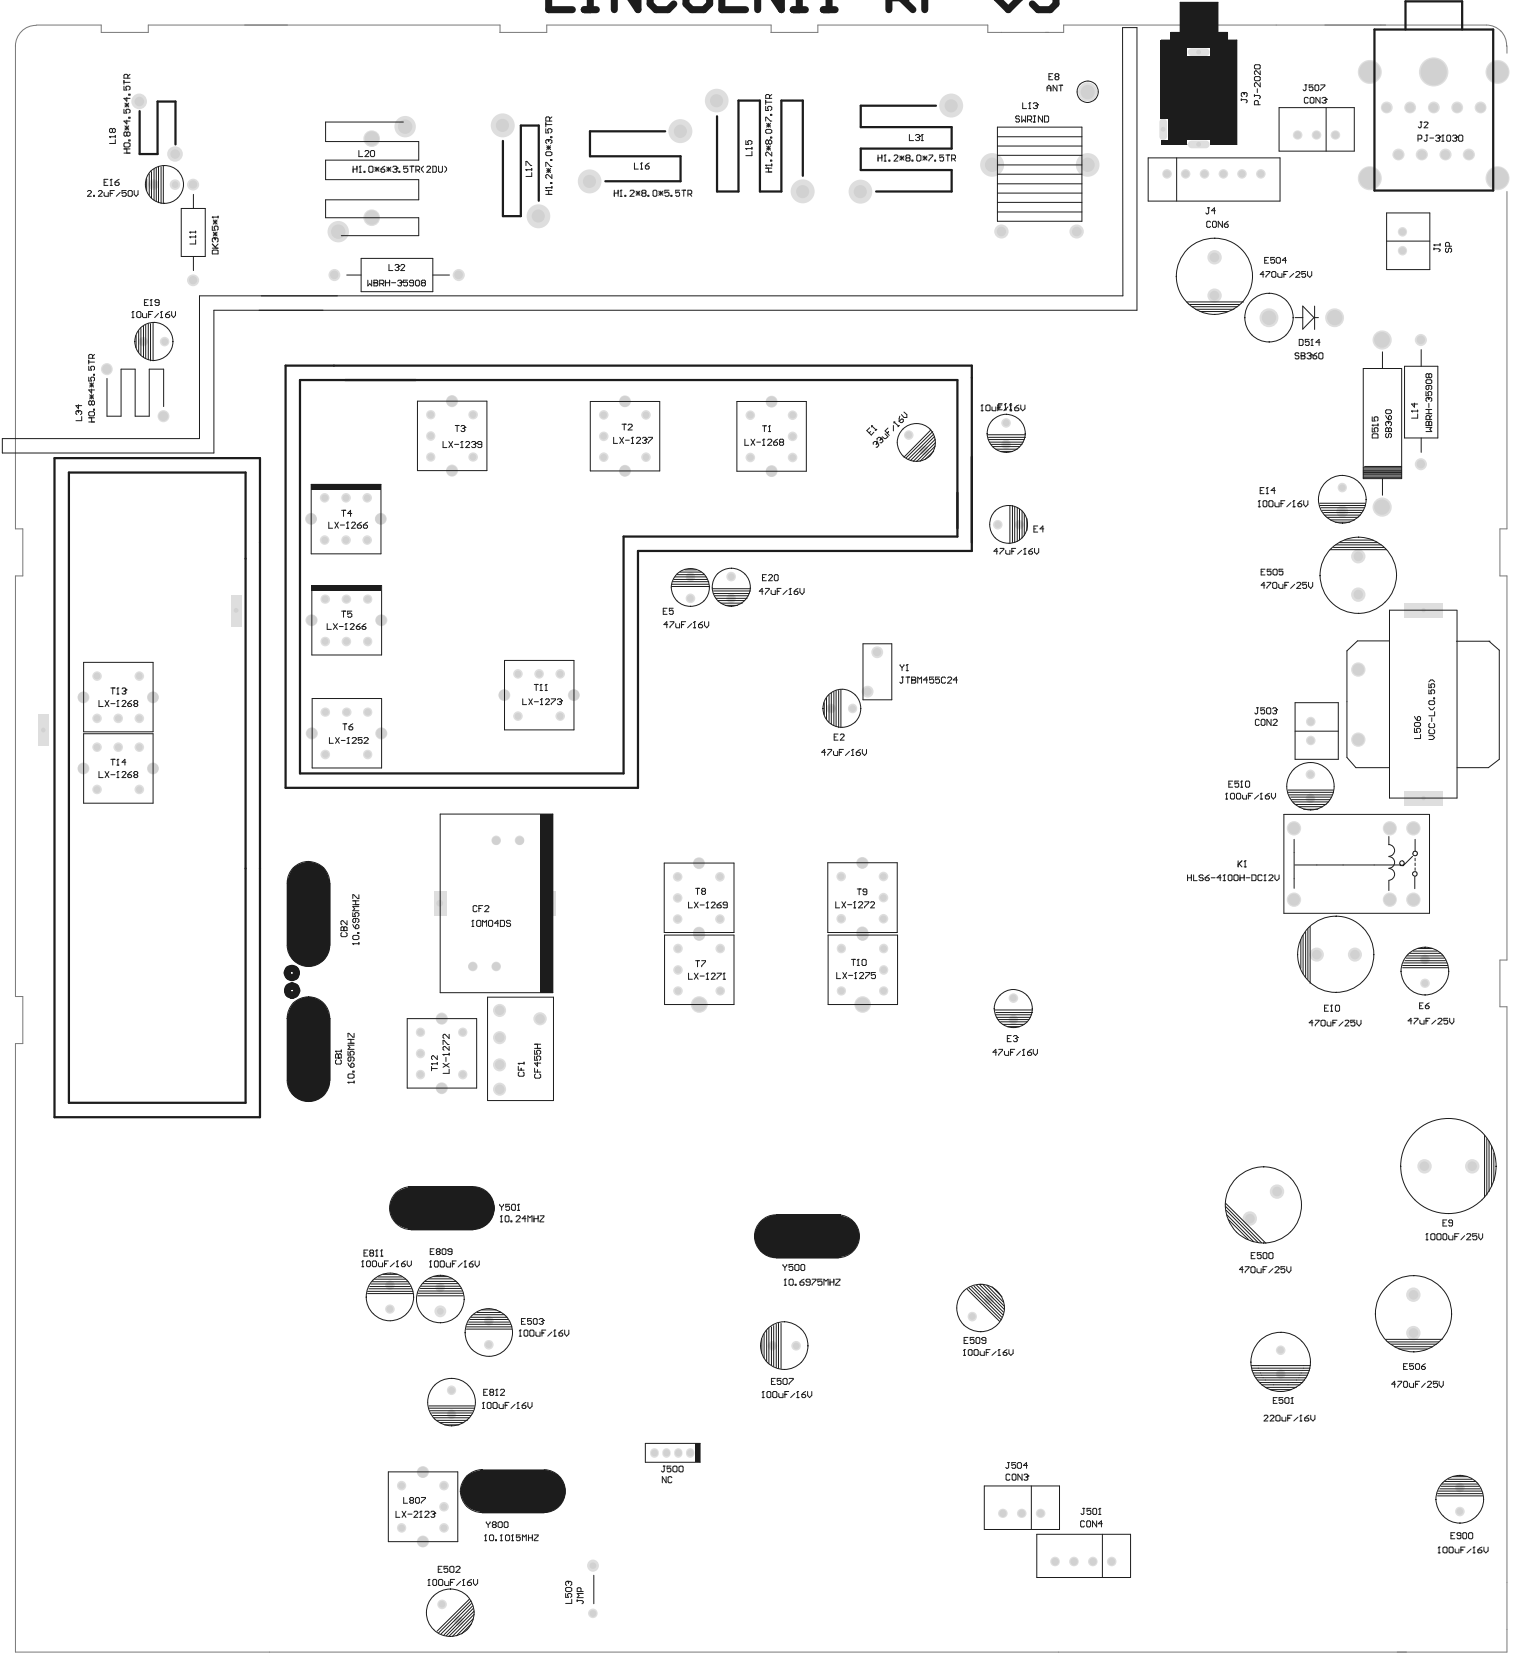 E8
ANT
J3
PJ-2020
J507
CON3
J2
PJ-31030
L18
H0.8*4.5*4.5TR
L20
H1.0*6*3.5TR(2DU)
L17
H1.2*7.0*3.5TR
L16
H1.2*8.0*5.5TR
L15
H1.2*8.0*7.5TR
L31
H1.2*8.0*7.5TR
L13
SWRIND
E16
2.2uF/50V
L11
DK3*5*1
L32
WBRH-35908
J4
CON6
J1
SP
E504
470uF/25V
D514
SB360
E19
10uF/16V
L34
H0.8*4*5.5TR
T3
LX-1239
T2
LX-1237
T1
LX-1268
E1
33uF/16V
E11
10uF/16V
D515
SB360
L14
WBRH-35908
T4
LX-1266
E4
47uF/16V
E14
100uF/16V
T5
LX-1266
E5
47uF/16V
E20
47uF/16V
E505
470uF/25V
T13
LX-1268
T14
LX-1268
T6
LX-1252
T11
LX-1273
Y1
JTBM455C24
E2
47uF/16V
J503
CON2
L506
VCC-L(0.55)
E510
100uF/16V
K1
HLS6-4100H-DC12V
CB2
10.695MHZ
CF2
10M04DS
T8
LX-1269
T9
LX-1272
T7
LX-1271
T10
LX-1275
E10
470uF/25V
E6
47uF/25V
CB1
10.695MHZ
T12
LX-1272
CF1
CF455H
E3
47uF/16V
Y501
10.24MHZ
Y500
10.6975MHZ
E500
470uF/25V
E9
1000uF/25V
E811
100uF/16V
E809
100uF/16V
E503
100uF/16V
E507
100uF/16V
E509
100uF/16V
E501
220uF/16V
E506
470uF/25V
E812
100uF/16V
J500
NC
J504
CON3
J501
CON4
L807
LX-2123
Y800
10.1015MHZ
E900
100uF/16V
E502
100uF/16V
L503
JMP